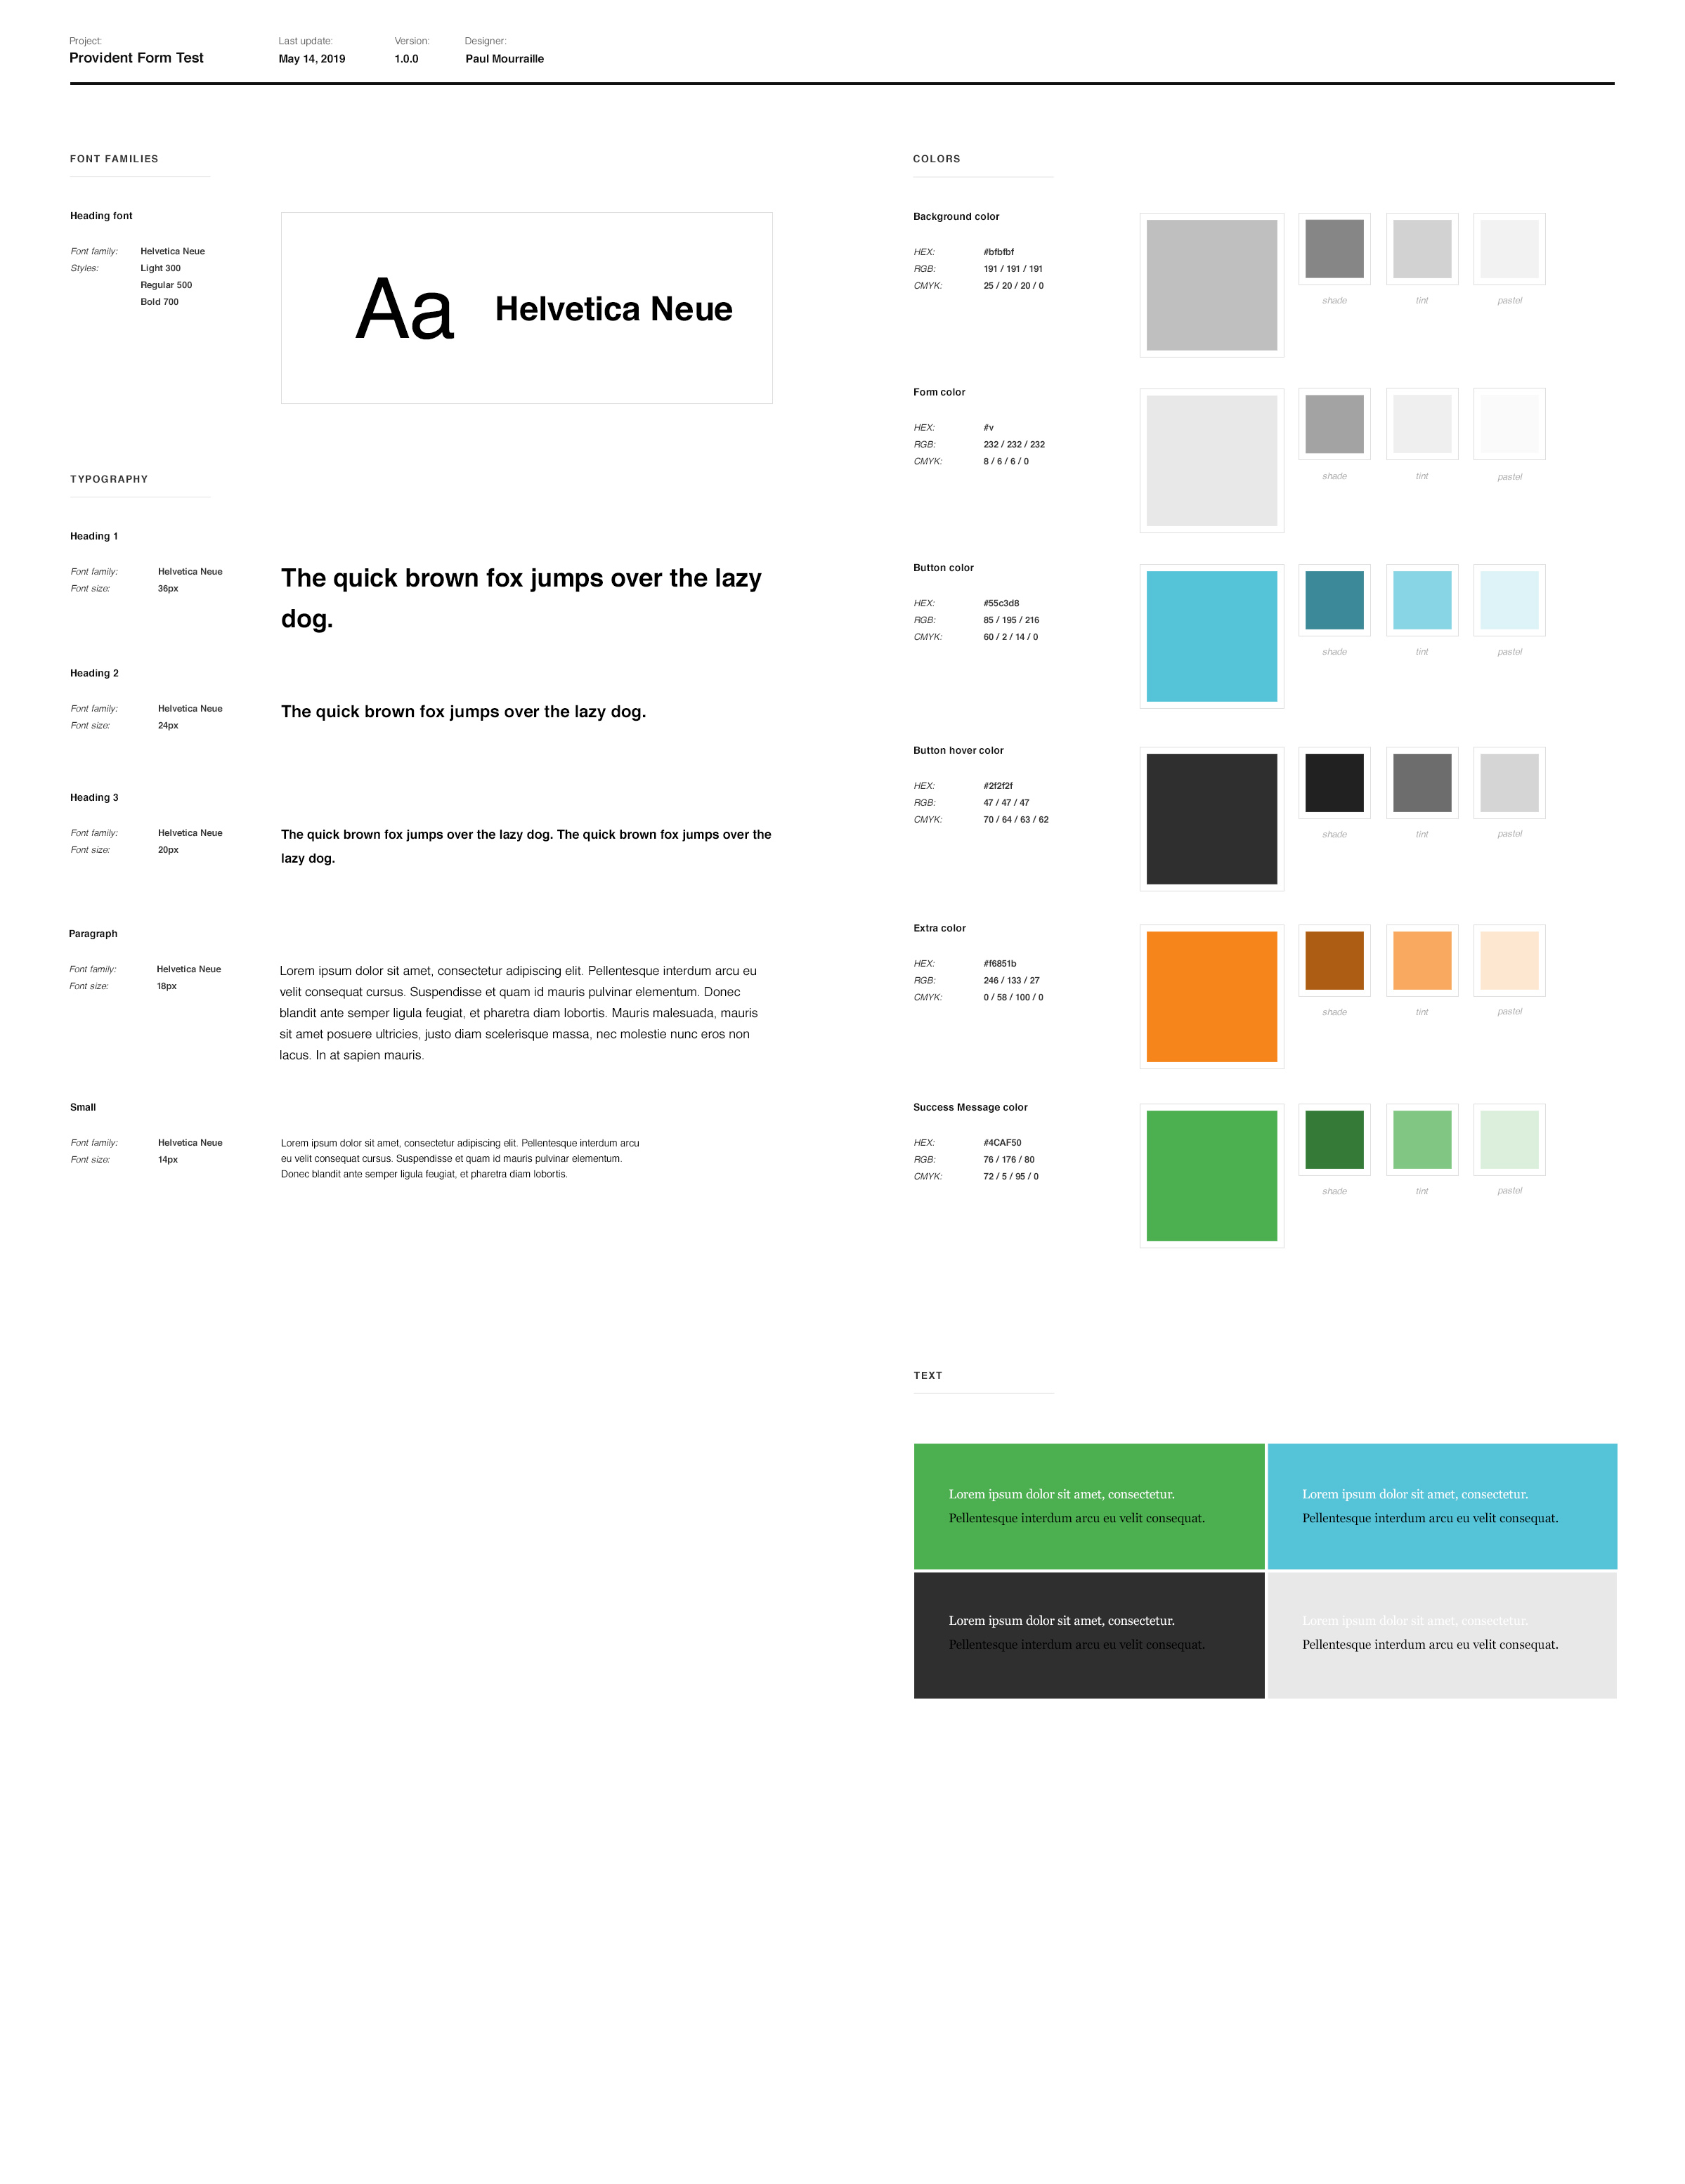 Project:
Provident Form Test
Last update:
May 14, 2019
Version:
1.0.0
Designer:
Paul Mourraille
FONT FAMILIES
Heading font
Font family: Helvetica Neue
Styles: Light 300
Regular 500
Bold 700
Aa Helvetica Neue
TYPOGRAPHY
Heading 1
Font family: Helvetica Neue
Font size: 36px
The quick brown fox jumps over the lazy
dog.
Heading 2
Font family: Helvetica Neue
Font size: 24px
The quick brown fox jumps over the lazy dog.
Heading 3
Font family: Helvetica Neue
Font size: 20px
The quick brown fox jumps over the lazy dog. The quick brown fox jumps over the
lazy dog.
Paragraph
Font family: Helvetica Neue
Font size: 18px
Lorem ipsum dolor sit amet, consectetur adipiscing elit. Pellentesque interdum arcu eu
velit consequat cursus. Suspendisse et quam id mauris pulvinar elementum. Donec
blandit ante semper ligula feugiat, et pharetra diam lobortis. Mauris malesuada, mauris
sit amet posuere ultricies, justo diam scelerisque massa, nec molestie nunc eros non
lacus. In at sapien mauris.
Small
Font family: Helvetica Neue
Font size: 14px
Lorem ipsum dolor sit amet, consectetur adipiscing elit. Pellentesque interdum arcu
eu velit consequat cursus. Suspendisse et quam id mauris pulvinar elementum.
Donec blandit ante semper ligula feugiat, et pharetra diam lobortis.
COLORS
Background color
HEX: #bfbfbf
RGB: 191 / 191 / 191
CMYK: 25 / 20 / 20 / 0
shade tint pastel
Form color
HEX: #v
RGB: 232 / 232 / 232
CMYK: 8 / 6 / 6 / 0
shade tint pastel
Button color
HEX: #55c3d8
RGB: 85 / 195 / 216
CMYK: 60 / 2 / 14 / 0
shade tint pastel
Button hover color
HEX: #2f2f2f
RGB: 47 / 47 / 47
CMYK: 70 / 64 / 63 / 62
shade tint pastel
Extra color
HEX: #f6851b
RGB: 246 / 133 / 27
CMYK: 0 / 58 / 100 / 0
shade tint pastel
Success Message color
HEX: #4CAF50
RGB: 76 / 176 / 80
CMYK: 72 / 5 / 95 / 0
shade tint pastel
TEXT
Lorem ipsum dolor sit amet, consectetur.
Pellentesque interdum arcu eu velit consequat.
Lorem ipsum dolor sit amet, consectetur.
Pellentesque interdum arcu eu velit consequat.
Lorem ipsum dolor sit amet, consectetur.
Pellentesque interdum arcu eu velit consequat.
Lorem ipsum dolor sit amet, consectetur.
Pellentesque interdum arcu eu velit consequat.